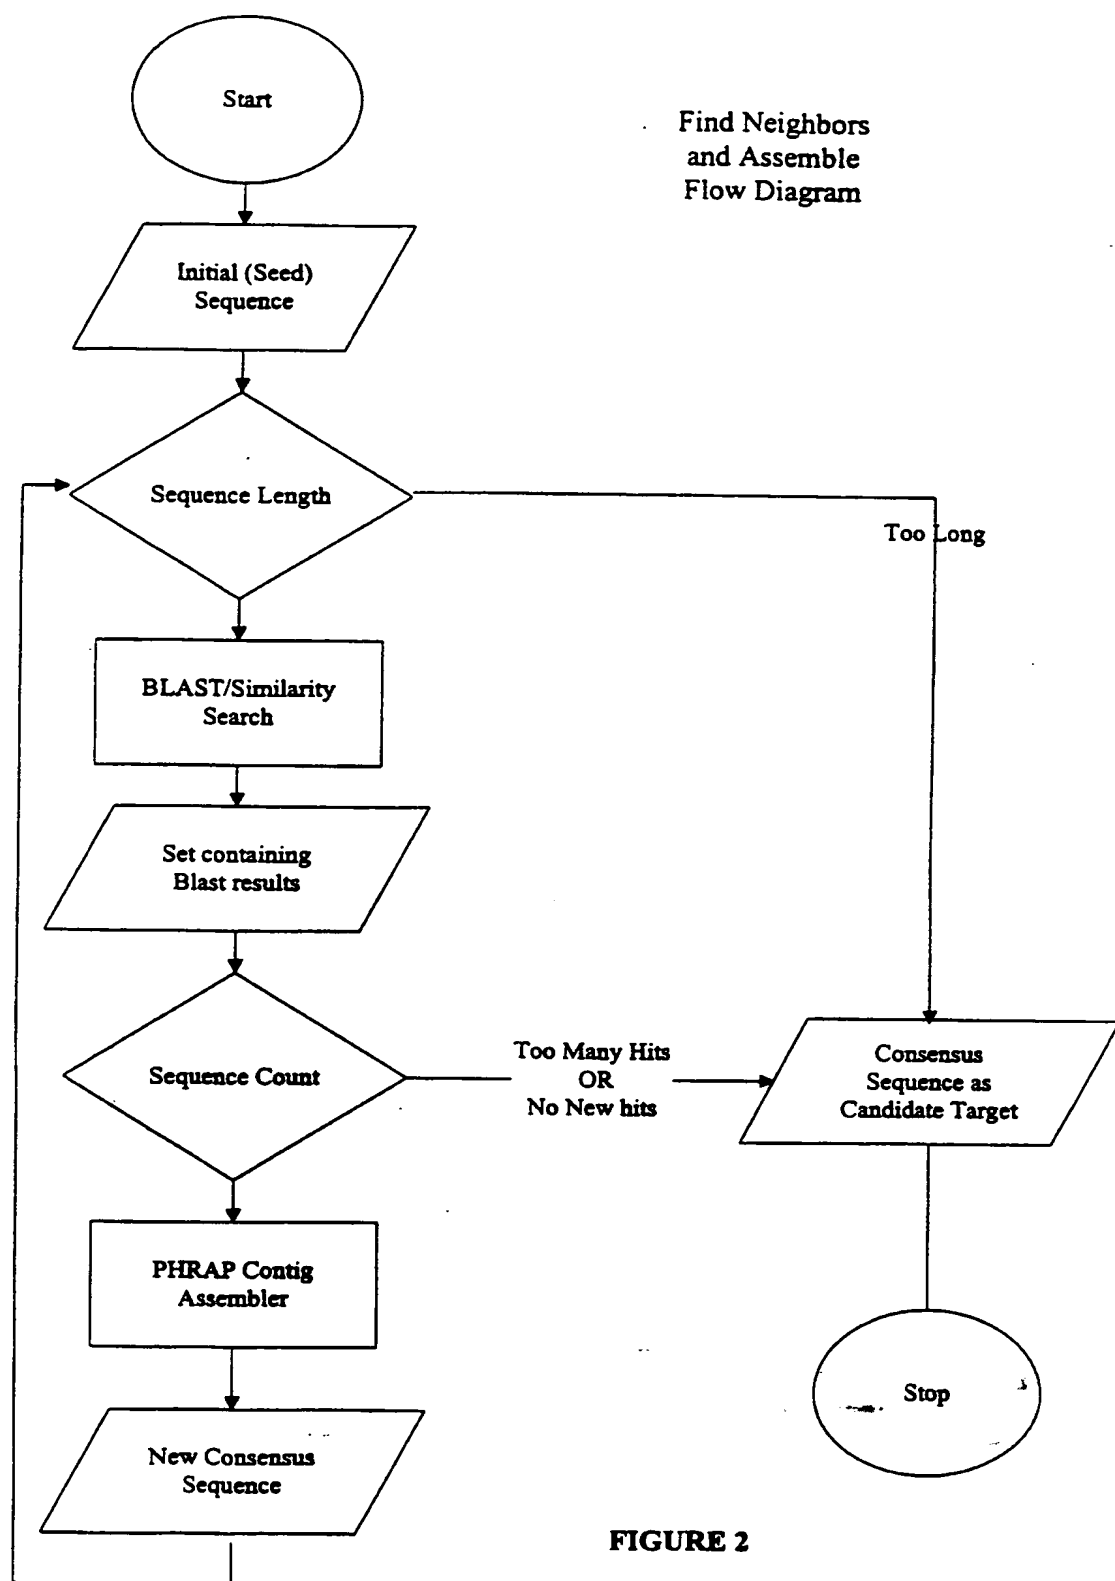 Start
Find Neighbors
and Assemble
Flow Diagram
Initial (Seed)
Sequence
Sequence Length
Too Long
BLAST/Similarity
Search
Set containing
Blast results
Sequence Count
Too Many Hits
OR
No New hits
Consensus
Sequence as
Candidate Target
PHRAP Contig
Assembler
Stop
New Consensus
Sequence
FIGURE 2